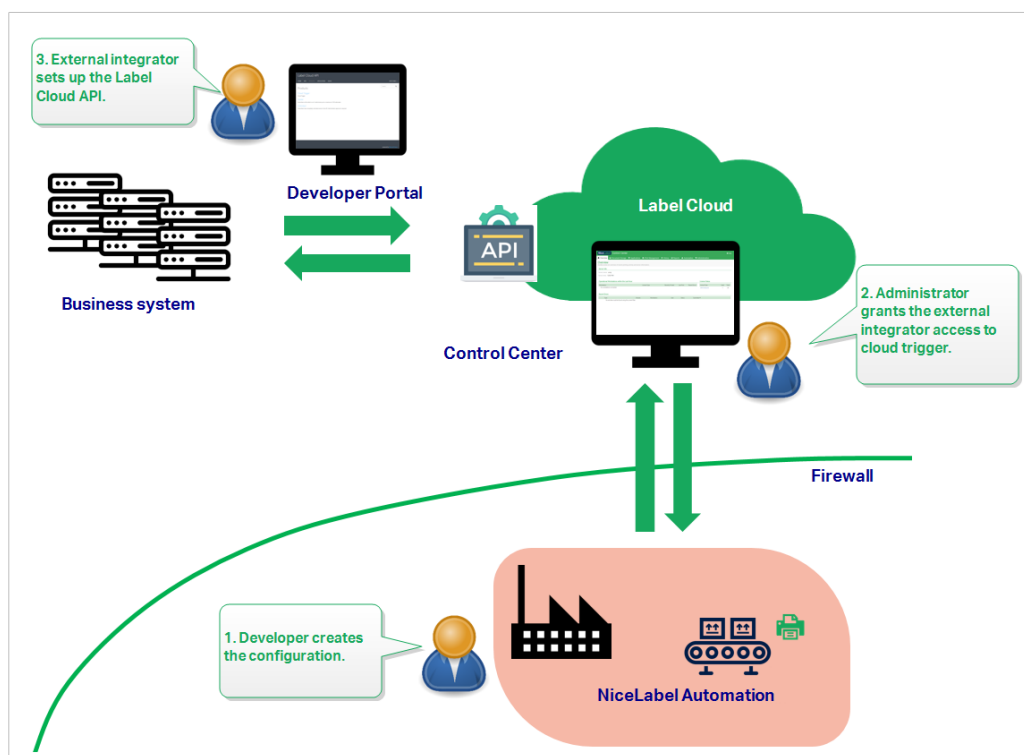 3. External integrator
sets up the Label
Cloud API.
Developer Portal
Business system
Label Cloud
API
Control Center
2. Administrator
grants the external
integrator access to
cloud trigger.
Firewall
1. Developer creates
the configuration.
NiceLabel Automation